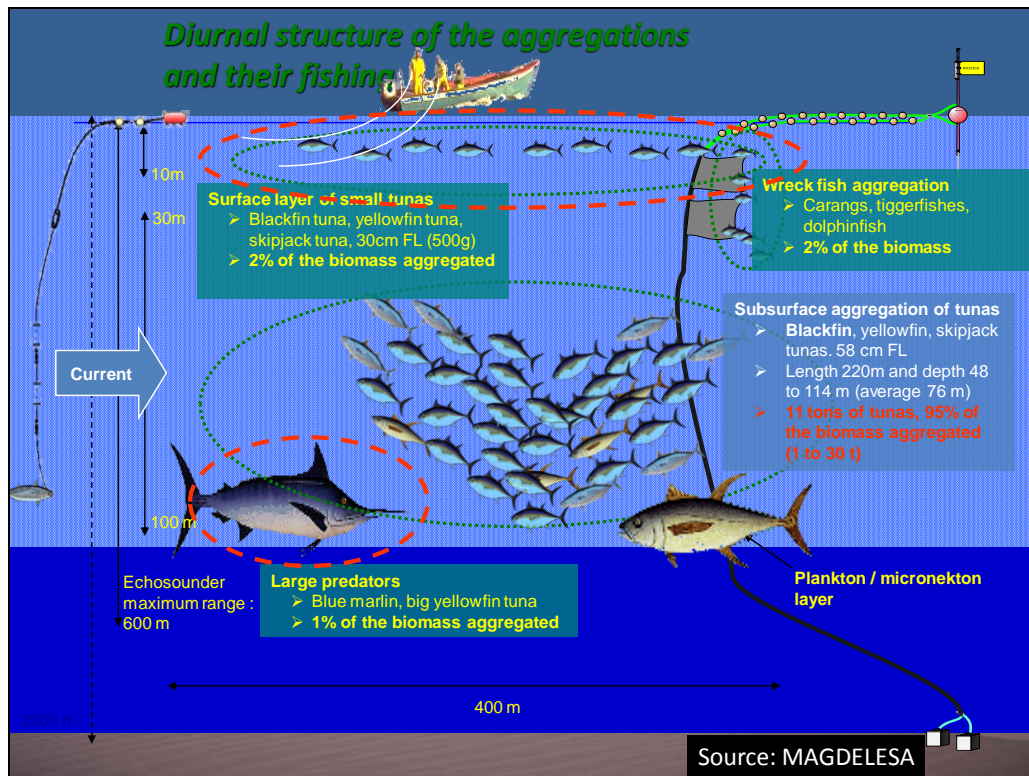 Diurnal structure of the aggregations
and their fishing
10m
30m
Surface layer of small tunas
➢ Blackfin tuna, yellowfin tuna,
skipjack tuna, 30cm FL (500g)
➢ 2% of the biomass aggregated
Wreck fish aggregation
➢ Carangs, tiggerfishes,
dolphinfish
➢ 2% of the biomass
Subsurface aggregation of tunas
➢ Blackfin, yellowfin, skipjack
tunas. 58 cm FL
➢ Length 220m and depth 48
to 114 m (average 76 m)
➢ 11 tons of tunas, 95% of
the biomass aggregated
(1 to 30 t)
Current
100 m
Echosounder
maximum range :
600 m
Large predators
➢ Blue marlin, big yellowfin tuna
➢ 1% of the biomass aggregated
Plankton / micronekton
layer
400 m
2000 m
Source: MAGDELESA